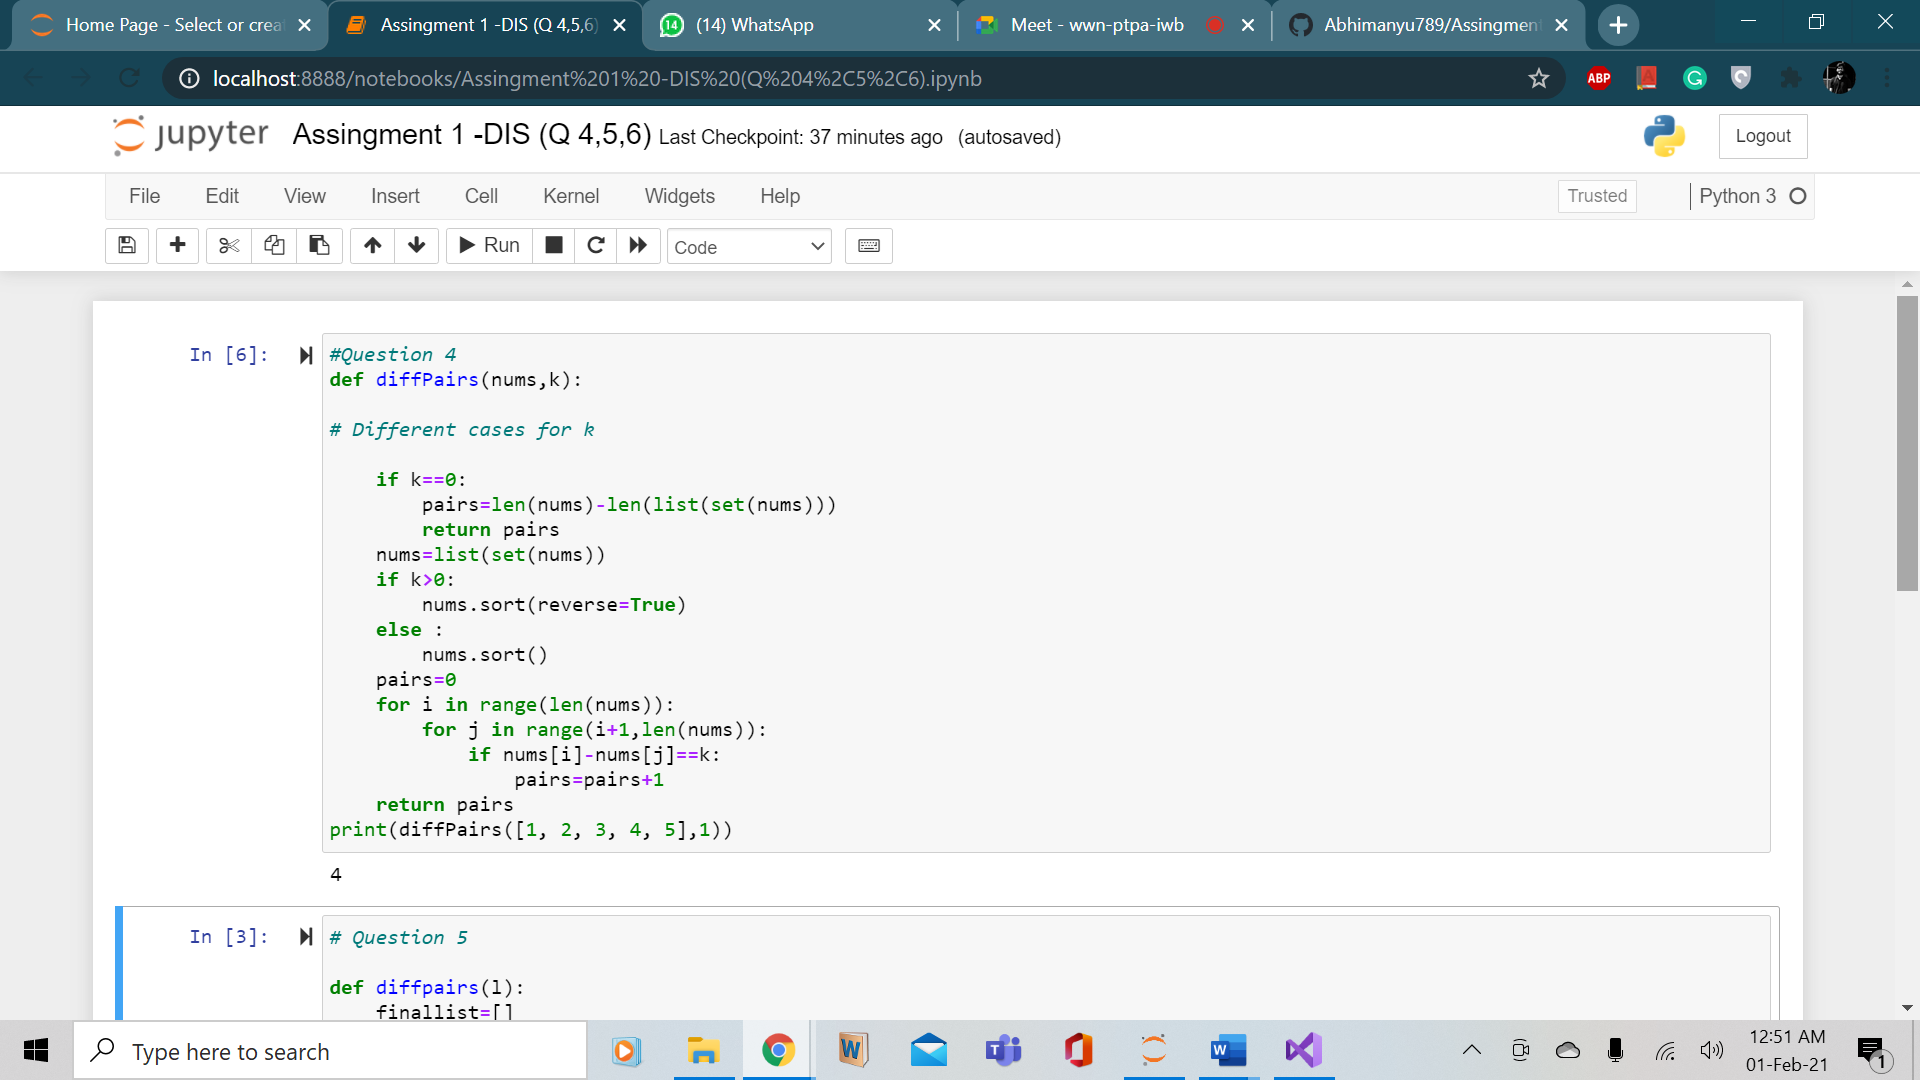 Home Page - Select or crea
Assingment 1 -DIS (Q 4,5,6)
14
(14) WhatsApp
Meet - wwn-ptpa-iwb
Abhimanyu789/Assingment
localhost:8888/notebooks/Assingment%201%20-DIS%20(Q%204%2C5%2C6).ipynb
ABP
jupyter
Assingment 1 -DIS (Q 4,5,6)
Last Checkpoint: 37 minutes ago (autosaved)
Logout
File
Edit
View
Insert
Cell
Kernel
Widgets
Help
Trusted
Python 3
Run
Code
In [6]:
#Question 4
def diffPairs(nums,k):
# Different cases for k
if k==0:
pairs=len(nums)-len(list(set(nums)))
return pairs
nums=list(set(nums))
if k>0:
nums.sort(reverse=True)
else :
nums.sort()
pairs=0
for i in range(len(nums)):
for j in range(i+1,len(nums)):
if nums[i]-nums[j]==k:
pairs=pairs+1
return pairs
print(diffPairs([1, 2, 3, 4, 5],1))
4
In [3]:
# Question 5
def diffpairs(l):
finallist=[]
Type here to search
12:51 AM
01-Feb-21
1